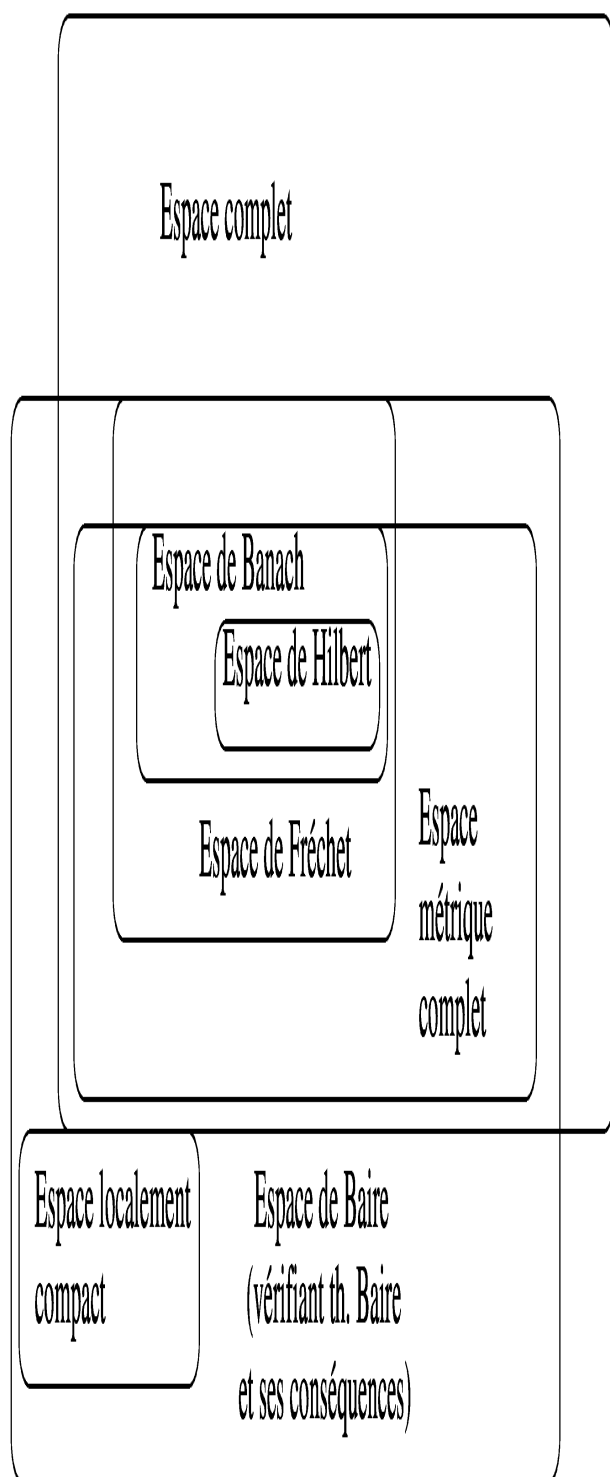 Espace complet
Espace de Banach
Espace de Hilbert
Espace de Fréchet
Espace
métrique
complet
Espace localement
compact
Espace de Baire
(vérifiant th. Baire
et ses conséquences)